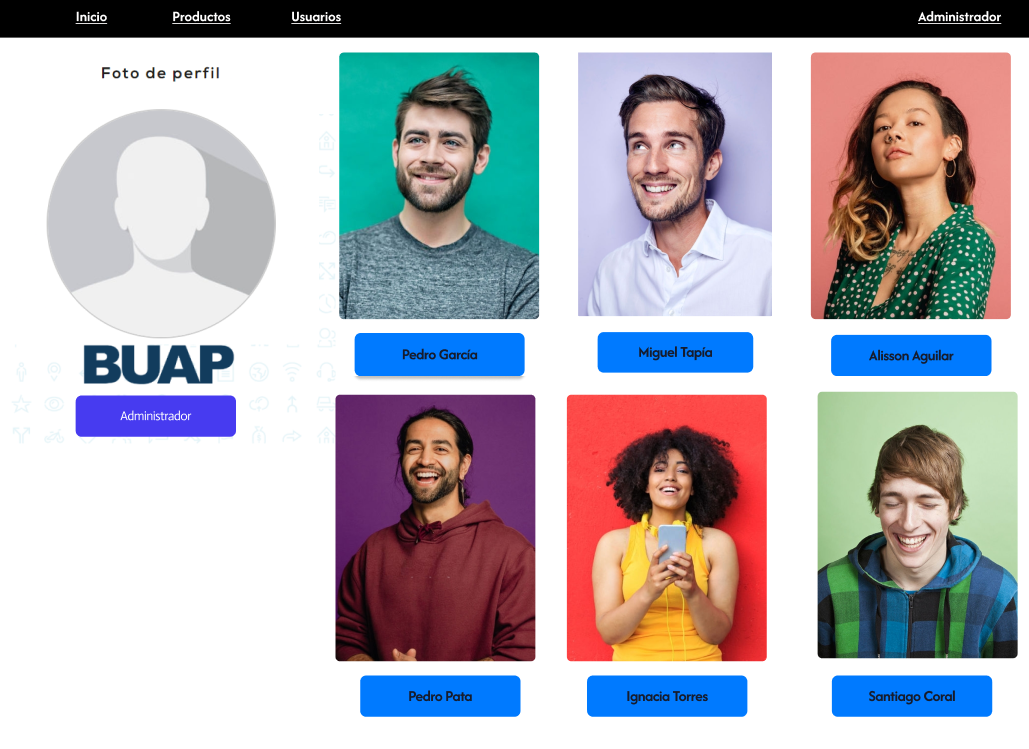 Inicio
Productos
Usuarios
Administrador
Foto de perfil
BUAP
Administrador
Pedro García
Miguel Tapía
Alisson Aguilar
Pedro Pata
Ignacia Torres
Santiago Coral